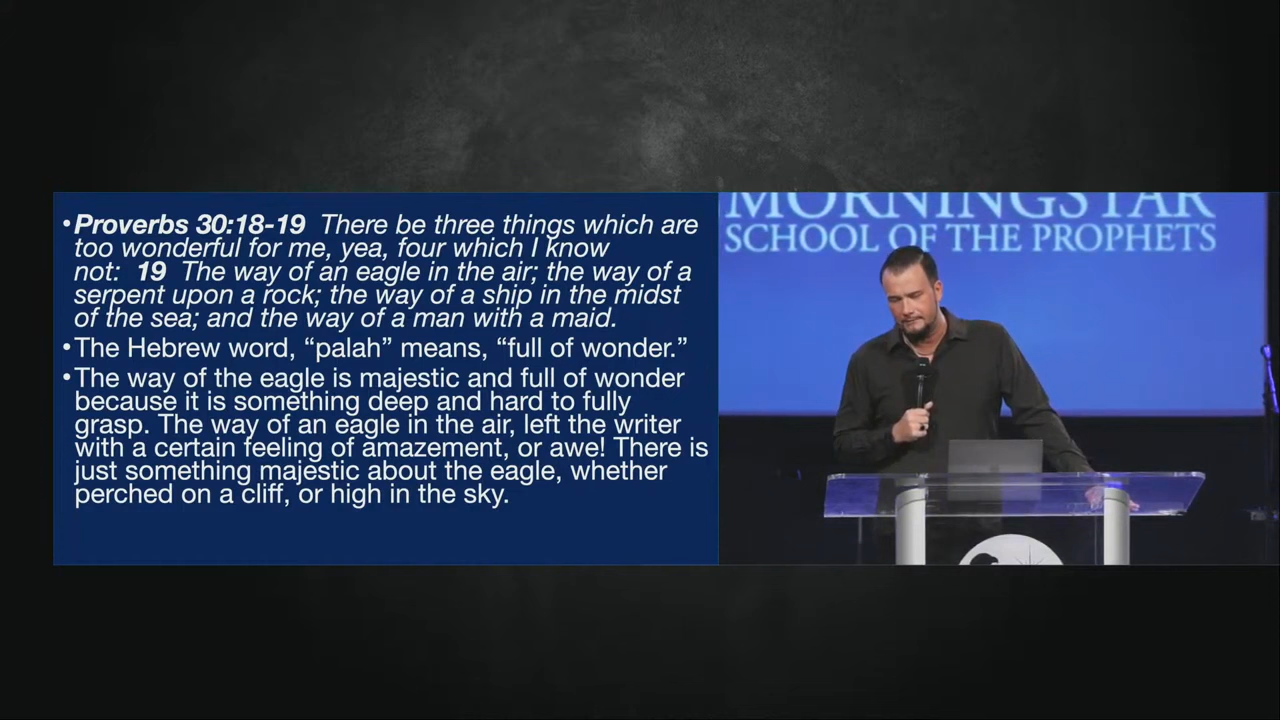 •Proverbs 30:18-19 There be three things which are
too wonderful for me, yea, four which I know
not: 19 The way of an eagle in the air; the way of a
serpent upon a rock; the way of a ship in the midst
of the sea; and the way of a man with a maid.
•The Hebrew word, “palah” means, “full of wonder.”
•The way of the eagle is majestic and full of wonder
because it is something deep and hard to fully
grasp. The way of an eagle in the air, left the writer
with a certain feeling of amazement, or awe! There is
just something majestic about the eagle, whether
perched on a cliff, or high in the sky.
MORNINGSTAR
SCHOOL OF THE PROPHETS